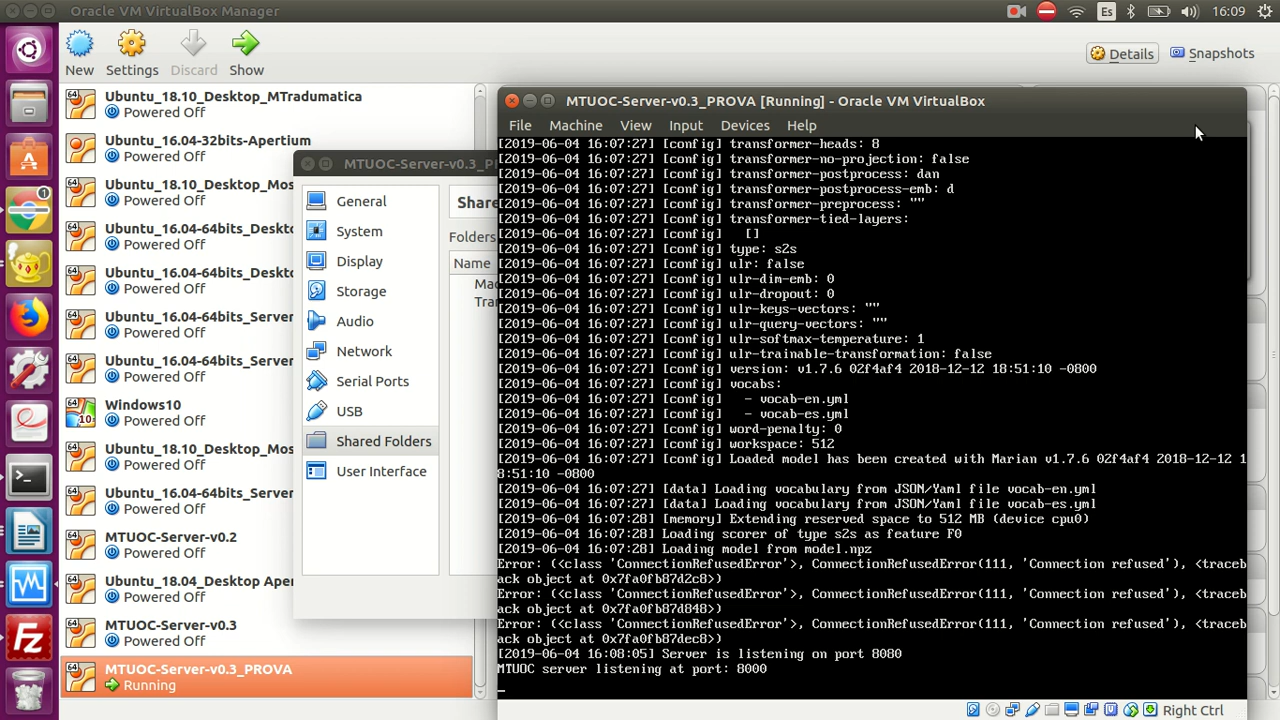 Oracle VM VirtualBox Manager
Es
16:09
New
Settings
Discard
Show
Details
Snapshots
Ubuntu_18.10_Desktop_MTradumatica
Powered Off
Ubuntu_16.04-32bits-Apertium
Powered Off
Ubuntu_18.10_Desktop_Mos
Powered Off
Ubuntu_16.04-64bits_Deskto
Powered Off
Ubuntu_16.04-64bits_Deskto
Powered Off
Ubuntu_16.04-64bits_Server
Powered Off
Ubuntu_16.04-64bits_Server
Powered Off
Windows10
Powered Off
Ubuntu_18.10_Desktop_Mos
Powered Off
Ubuntu_16.04-64bits_Server
Powered Off
MTUOC-Server-v0.2
Powered Off
Ubuntu_18.04_Desktop Aper
Powered Off
MTUOC-Server-v0.3
Powered Off
MTUOC-Server-v0.3_PROVA
Running
MTUOC-Server-v0.3_P
General
System
Display
Storage
Audio
Network
Serial Ports
USB
Shared Folders
User Interface
Share
Folders
Name
Mac
Tra
MTUOC-Server-v0.3_PROVA [Running] - Oracle VM VirtualBox
File Machine View Input Devices Help
[2019-06-04 16:07:27] [config] transformer-heads: 8
[2019-06-04 16:07:27] [config] transformer-no-projection: false
[2019-06-04 16:07:27] [config] transformer-postprocess: dan
[2019-06-04 16:07:27] [config] transformer-postprocess-emb: d
[2019-06-04 16:07:27] [config] transformer-preprocess: ""
[2019-06-04 16:07:27] [config] transformer-tied-layers:
[2019-06-04 16:07:27] [config]   []
[2019-06-04 16:07:27] [config] type: s2s
[2019-06-04 16:07:27] [config] ulr: false
[2019-06-04 16:07:27] [config] ulr-dim-emb: 0
[2019-06-04 16:07:27] [config] ulr-dropout: 0
[2019-06-04 16:07:27] [config] ulr-keys-vectors: ""
[2019-06-04 16:07:27] [config] ulr-query-vectors: ""
[2019-06-04 16:07:27] [config] ulr-softmax-temperature: 1
[2019-06-04 16:07:27] [config] ulr-trainable-transformation: false
[2019-06-04 16:07:27] [config] version: v1.7.6 02f4af4 2018-12-12 18:51:10 -0800
[2019-06-04 16:07:27] [config] vocabs:
[2019-06-04 16:07:27] [config]   - vocab-en.yml
[2019-06-04 16:07:27] [config]   - vocab-es.yml
[2019-06-04 16:07:27] [config] word-penalty: 0
[2019-06-04 16:07:27] [config] workspace: 512
[2019-06-04 16:07:27] [config] Loaded model has been created with Marian v1.7.6 02f4af4 2018-12-12 1
8:51:10 -0800
[2019-06-04 16:07:27] [data] Loading vocabulary from JSON/Yaml file vocab-en.yml
[2019-06-04 16:07:27] [data] Loading vocabulary from JSON/Yaml file vocab-es.yml
[2019-06-04 16:07:28] [memory] Extending reserved space to 512 MB (device cpu0)
[2019-06-04 16:07:28] Loading scorer of type s2s as feature F0
[2019-06-04 16:07:28] Loading model from model.npz
Error: (<class 'ConnectionRefusedError'>, ConnectionRefusedError(111, 'Connection refused'), <traceb
ack object at 0x7fa0fb87d2c8>)
Error: (<class 'ConnectionRefusedError'>, ConnectionRefusedError(111, 'Connection refused'), <traceb
ack object at 0x7fa0fb87d848>)
Error: (<class 'ConnectionRefusedError'>, ConnectionRefusedError(111, 'Connection refused'), <traceb
ack object at 0x7fa0fb87dec8>)
[2019-06-04 16:08:05] Server is listening on port 8080
MTUOC server listening at port: 8000
_
Right Ctrl